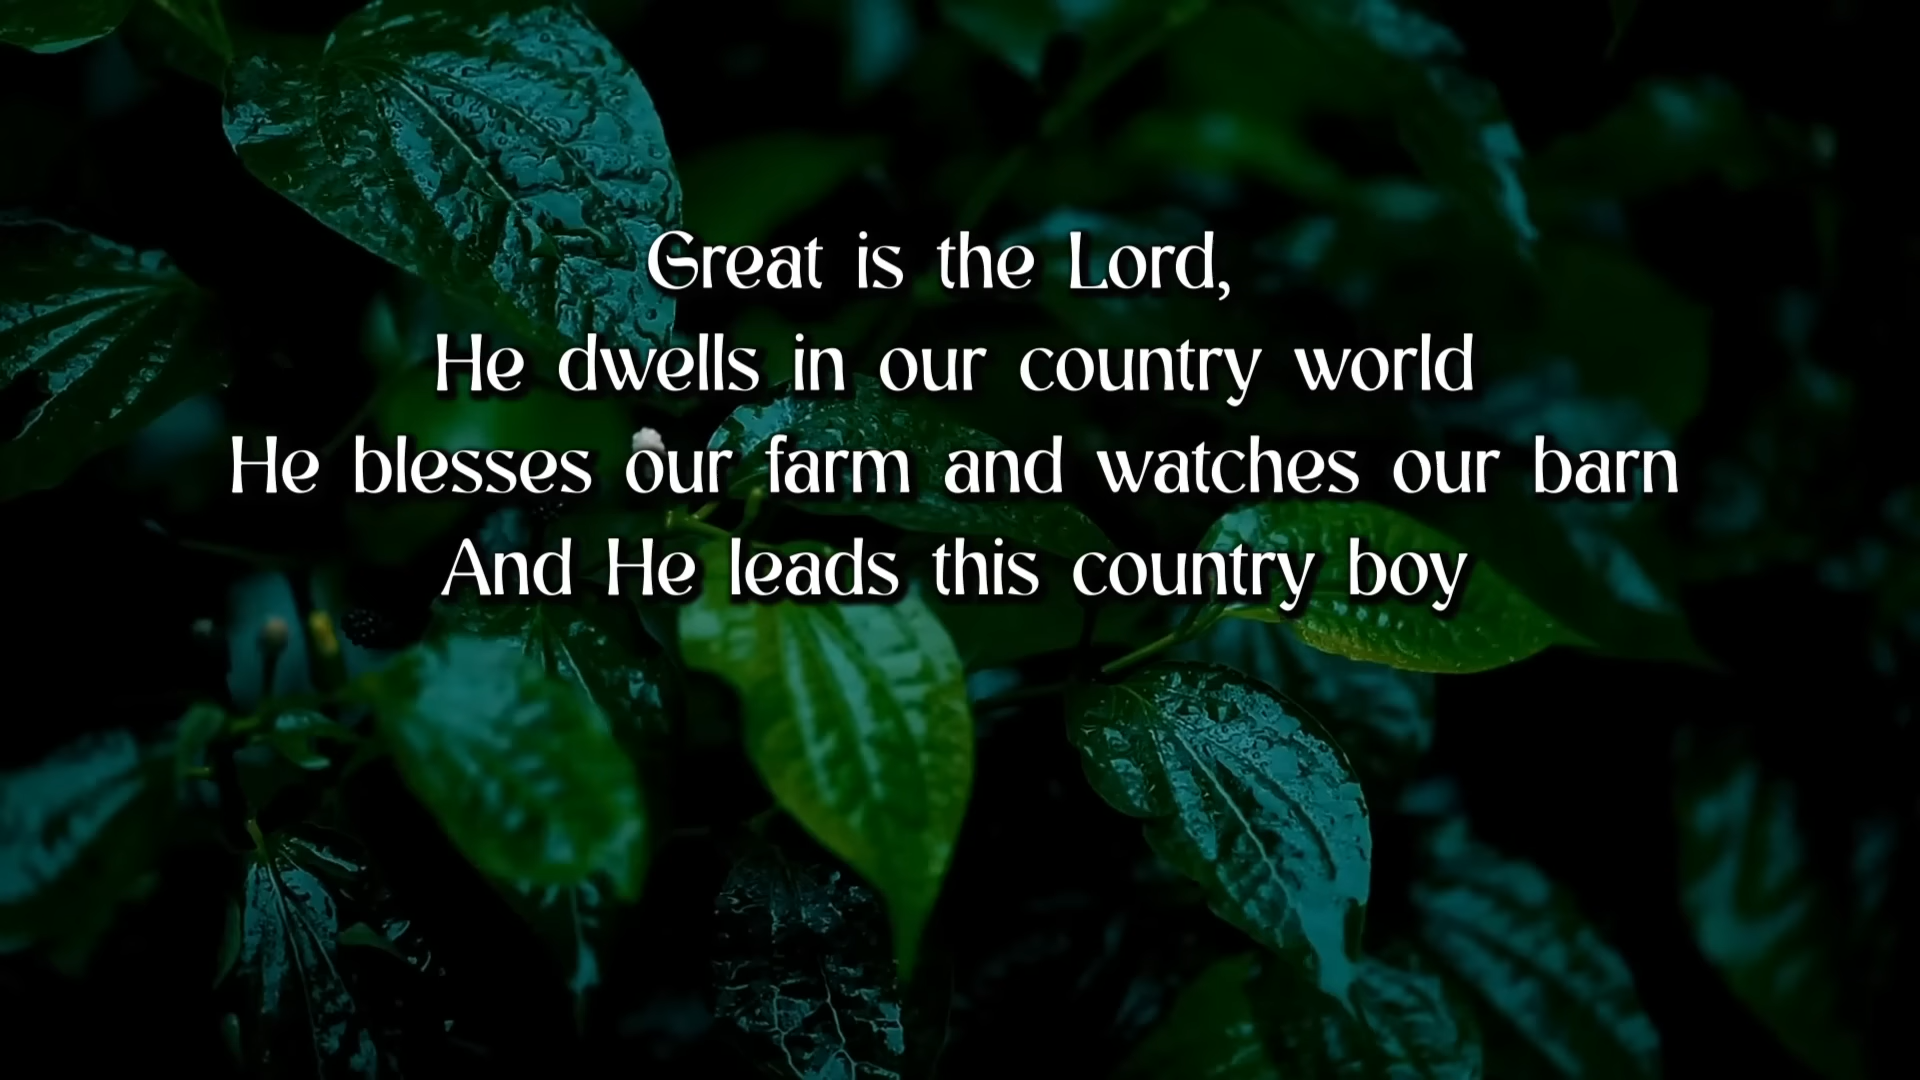 Great is the Lord,
He dwells in our country world
He blesses our farm and watches our barn
And He leads this country boy